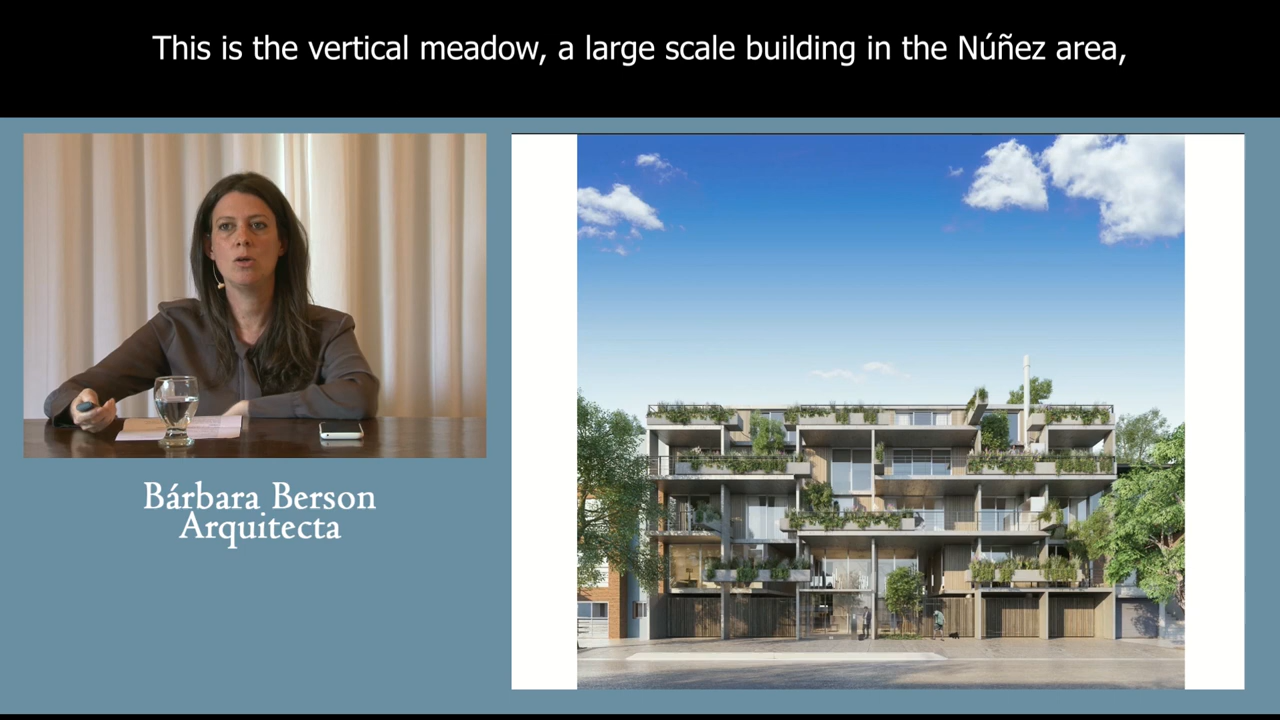 This is the vertical meadow, a large scale building in the Núñez area,
Bárbara Berson
Arquitecta